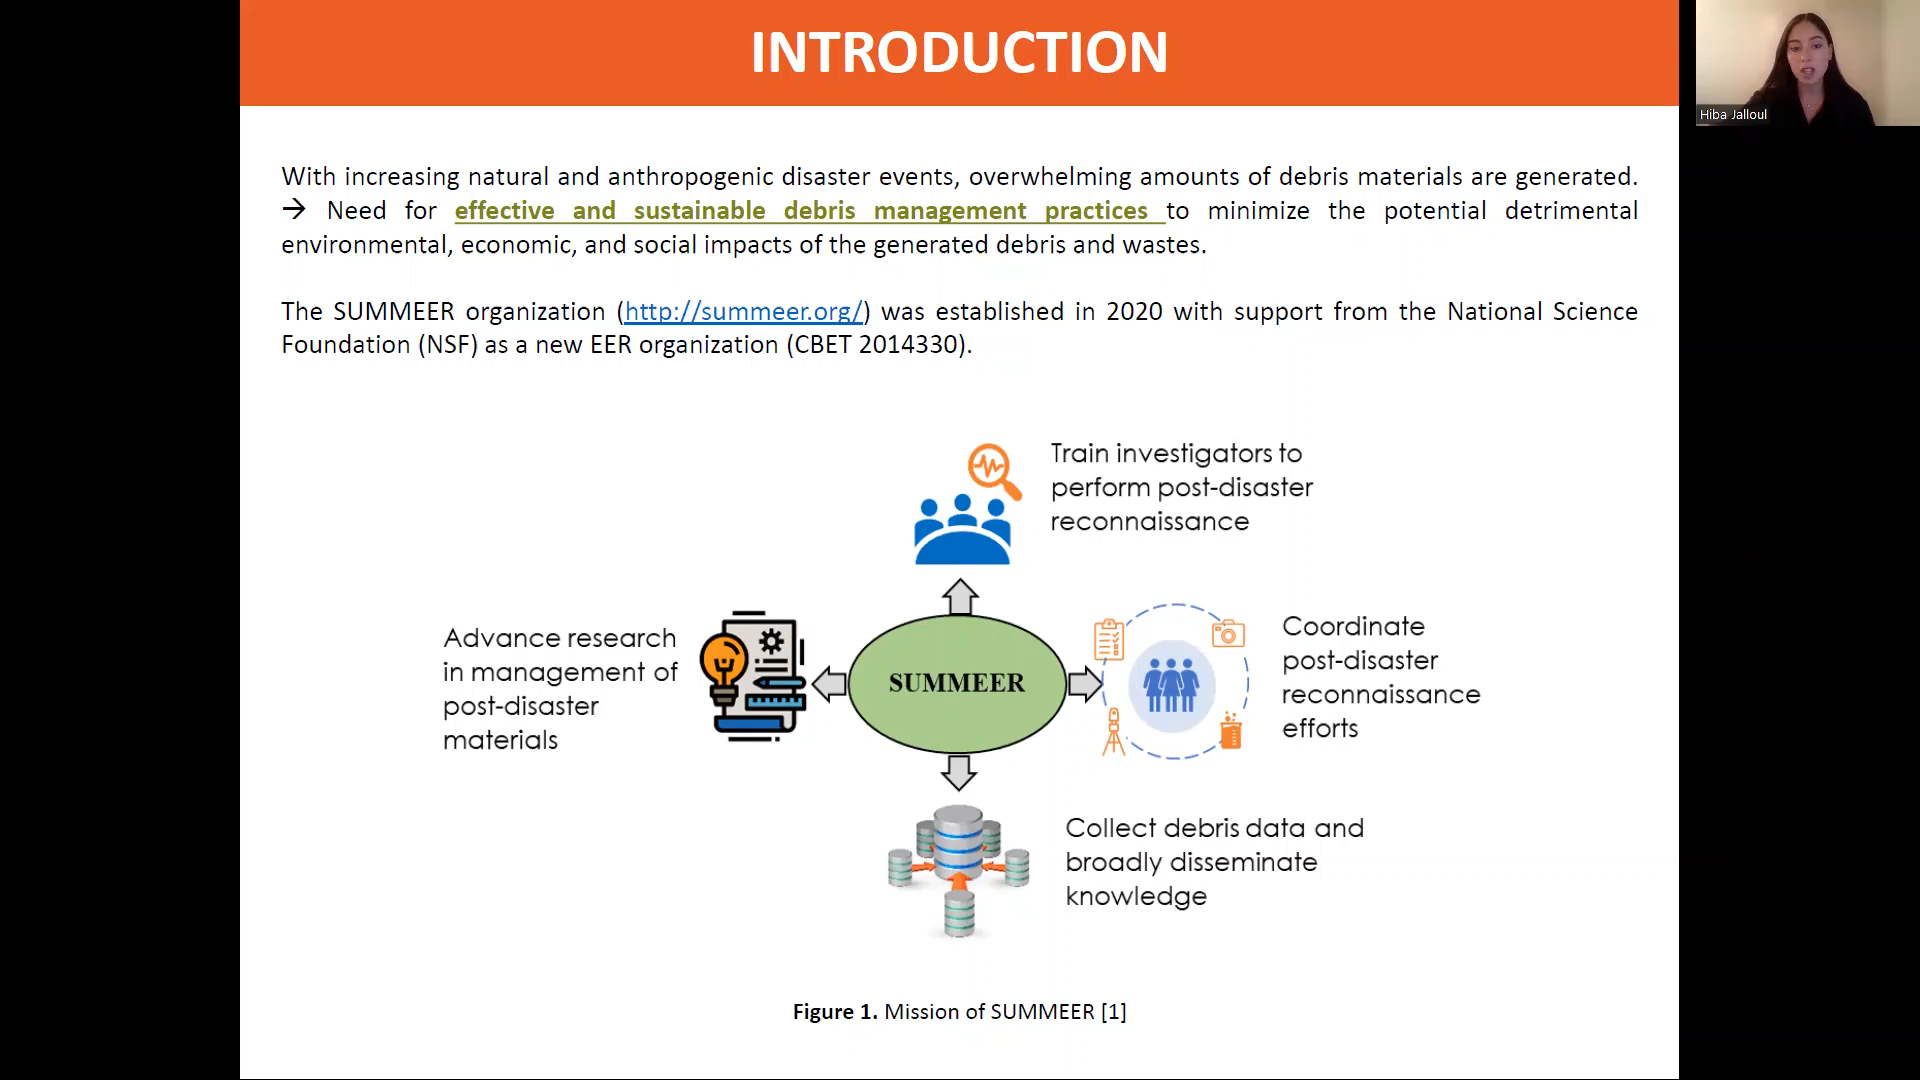 INTRODUCTION
Hiba Jalloul
With increasing natural and anthropogenic disaster events, overwhelming amounts of debris materials are generated.
→ Need for effective and sustainable debris management practices to minimize the potential detrimental
environmental, economic, and social impacts of the generated debris and wastes.
The SUMMEER organization (http://summeer.org/) was established in 2020 with support from the National Science
Foundation (NSF) as a new EER organization (CBET 2014330).
Train investigators to
perform post-disaster
reconnaissance
Advance research
in management of
post-disaster
materials
SUMMEER
Coordinate
post-disaster
reconnaissance
efforts
Collect debris data and
broadly disseminate
knowledge
Figure 1. Mission of SUMMEER [1]